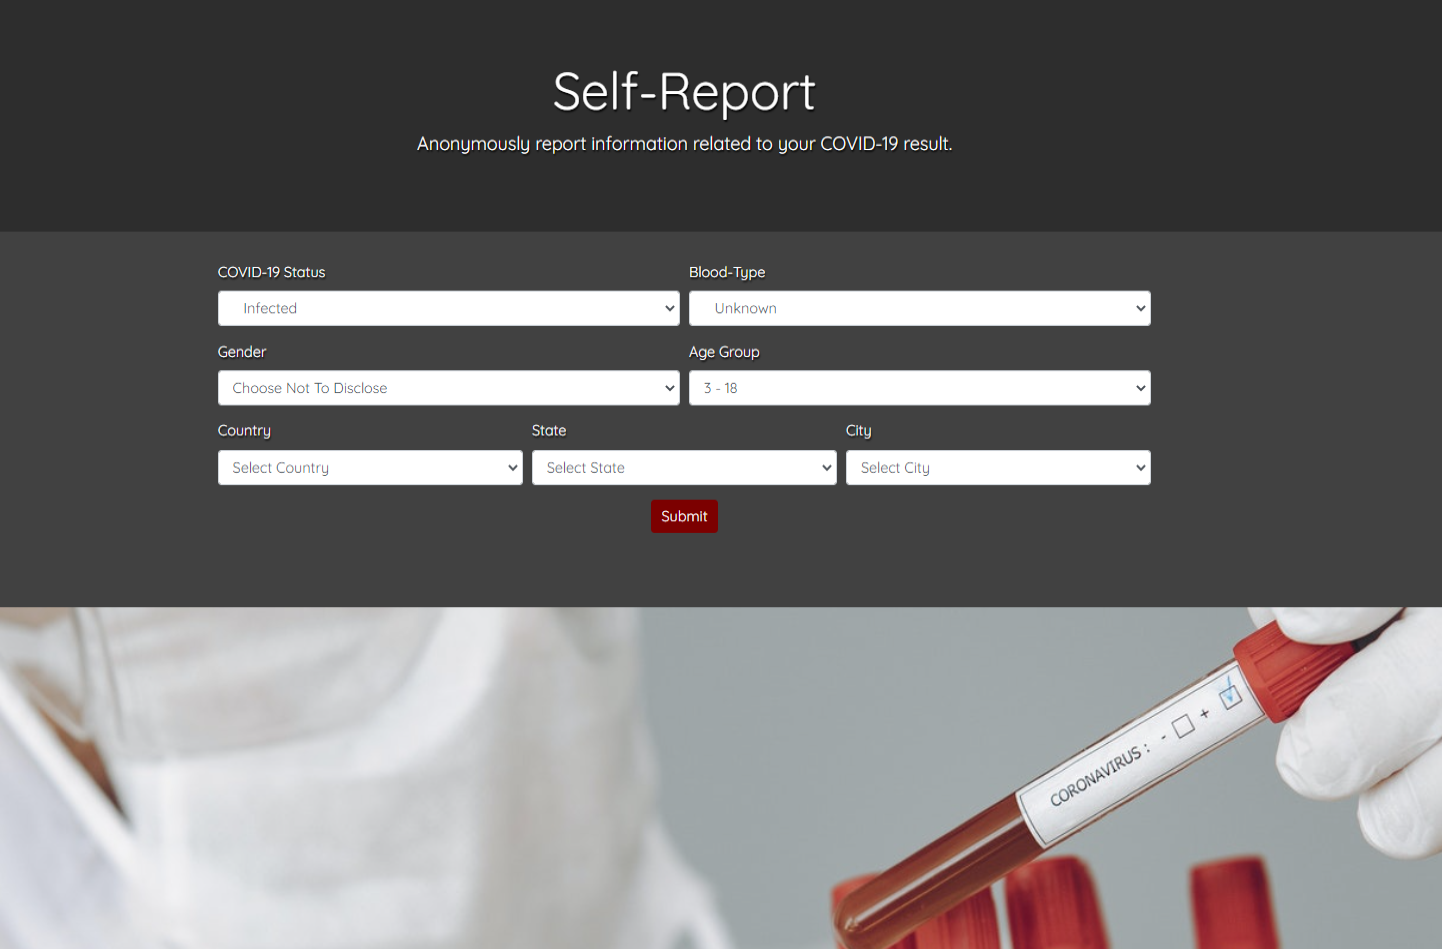 Self-Report
Anonymously report information related to your COVID-19 result.
COVID-19 Status Blood-Type
Infected Unknown
Gender Age Group
Choose Not To Disclose 3 - 18
Country State City
Select Country Select State Select City
Submit
CORONAVIRUS : - +